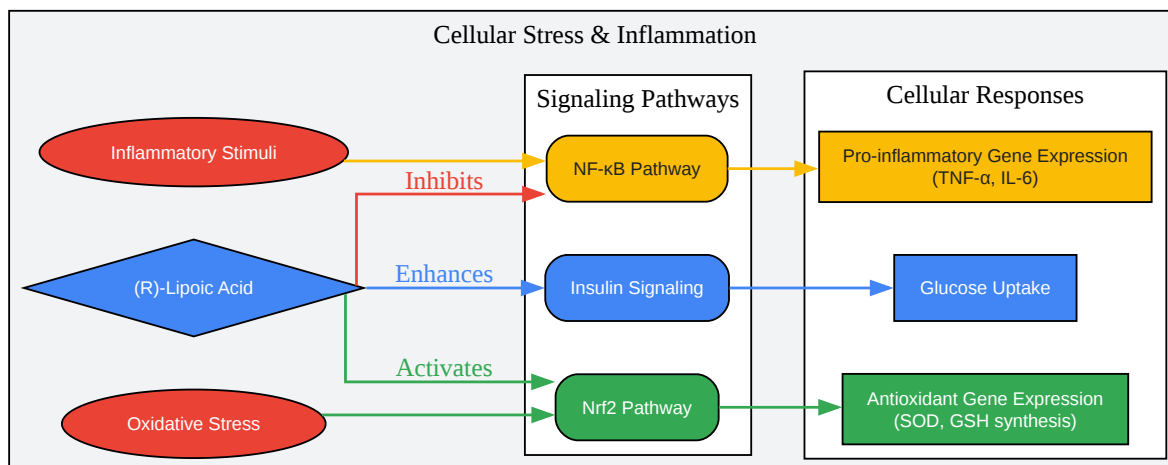 Cellular Stress & Inflammation
Signaling Pathways
Cellular Responses
Inflammatory Stimuli
Inhibits
NF-κB Pathway
Pro-inflammatory Gene Expression
(TNF-α, IL-6)
(R)-Lipoic Acid
Enhances
Insulin Signaling
Glucose Uptake
Activates
Oxidative Stress
Nrf2 Pathway
Antioxidant Gene Expression
(SOD, GSH synthesis)